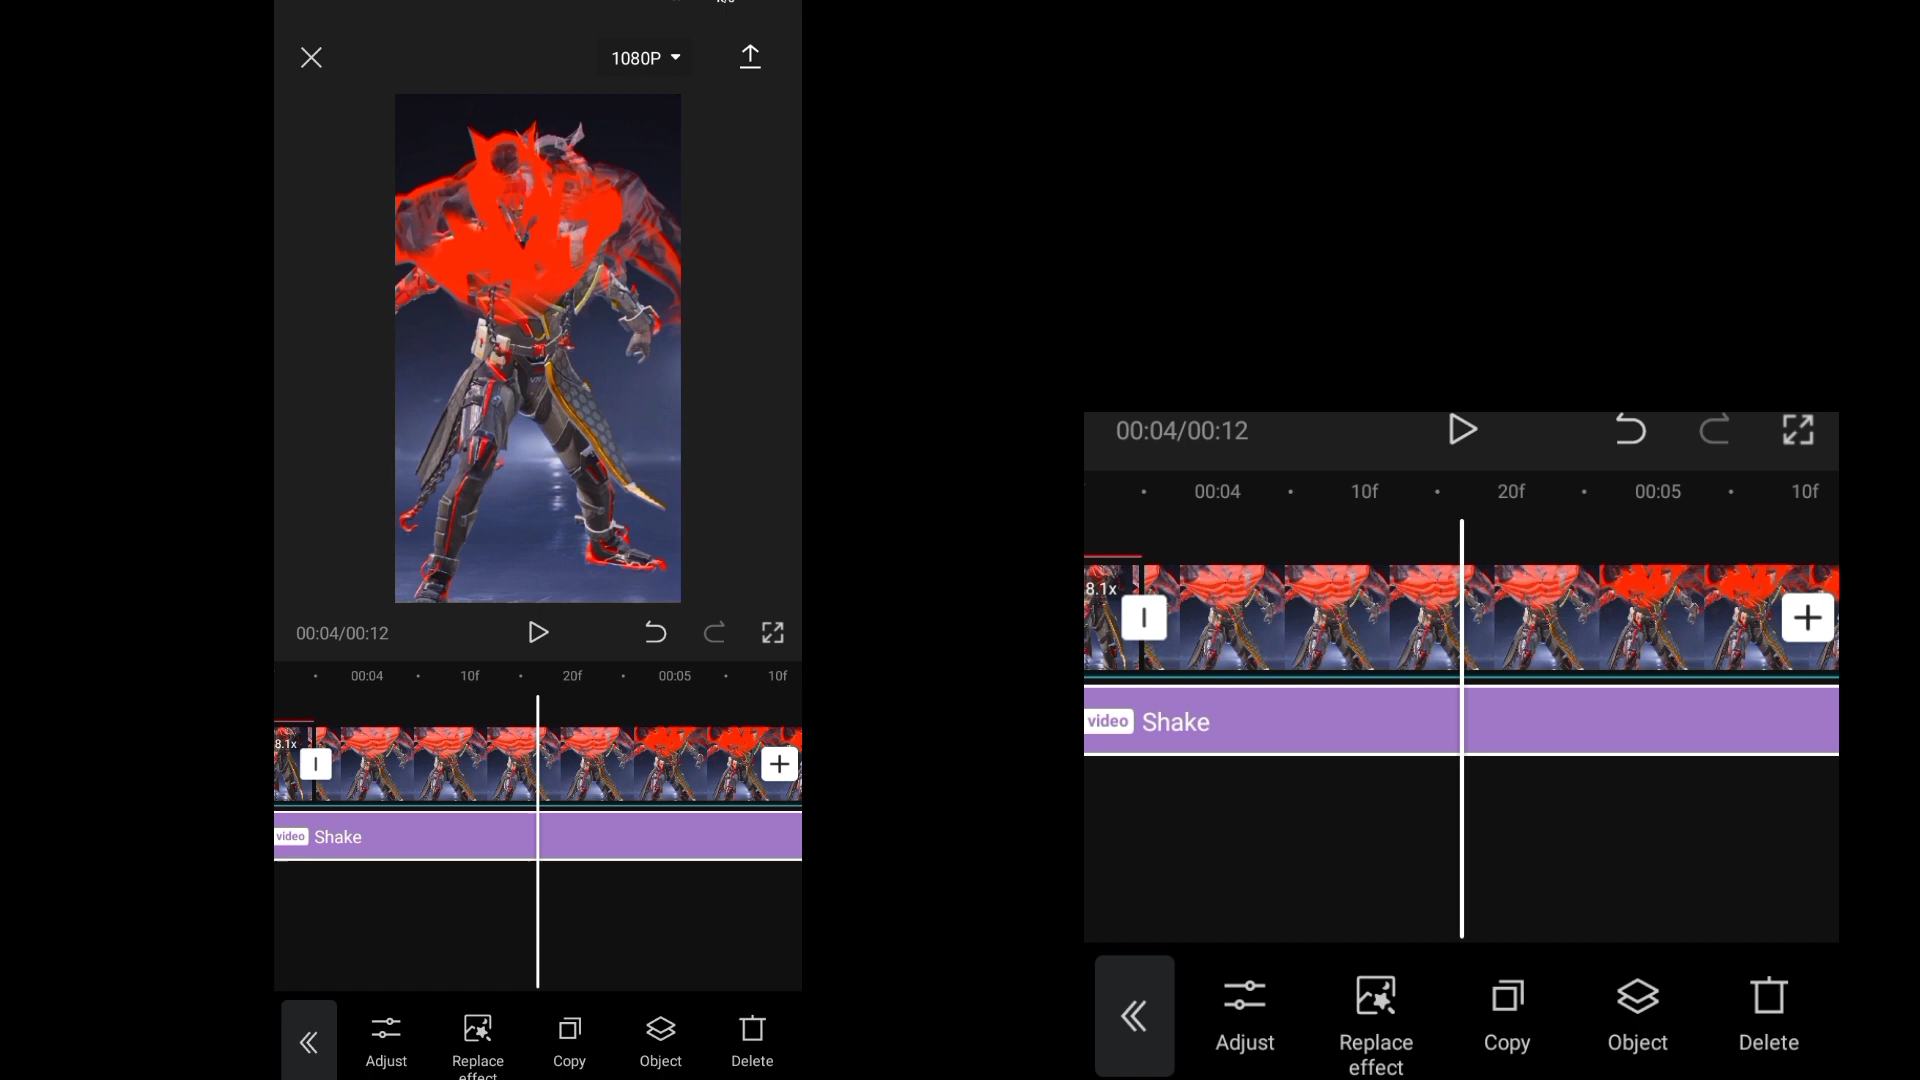 1080P
00:04/00:12
00:04 10f 20f 00:05 10f
8.1x
video Shake
Adjust Replace effect Copy Object Delete
00:04/00:12
00:04 10f 20f 00:05 10f
8.1x
video Shake
Adjust Replace effect Copy Object Delete